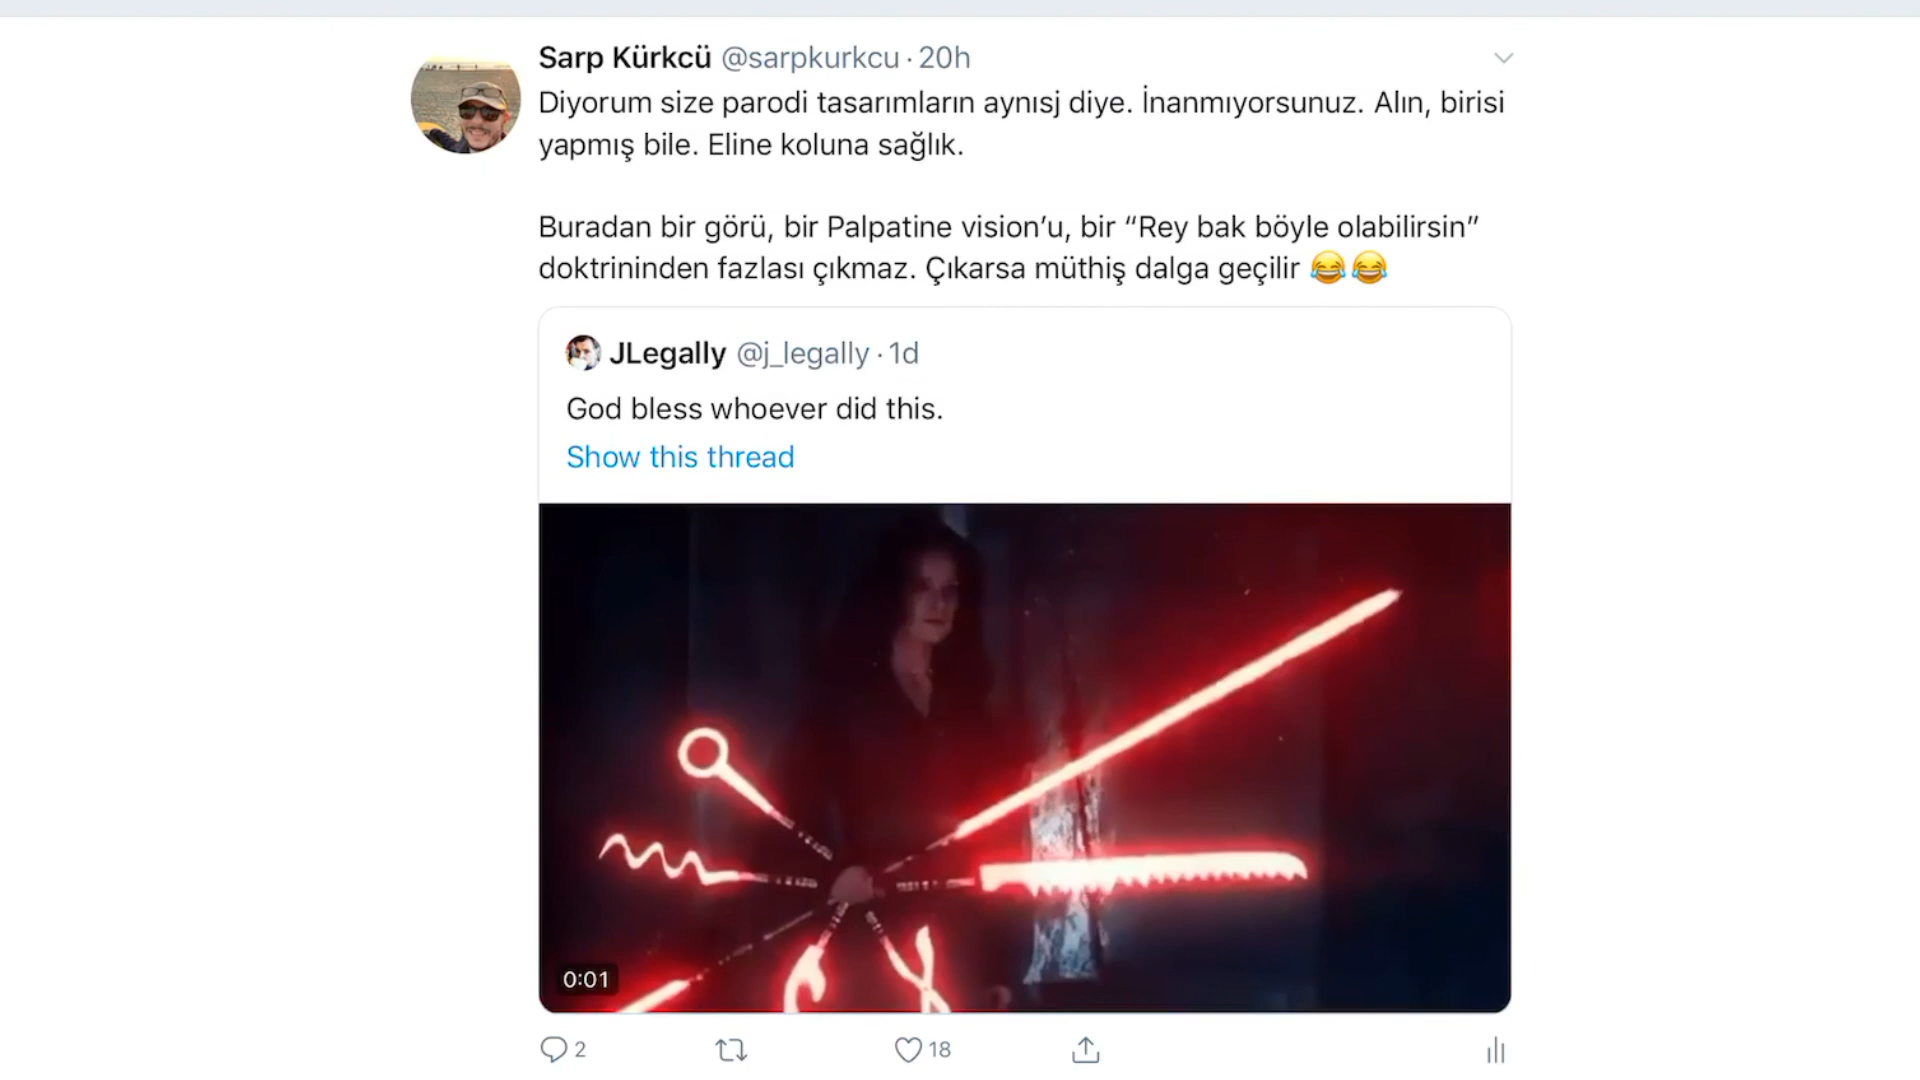 Sarp Kürkcü @sarpkurkcu · 20h
Diyorum size parodi tasarımların aynısj diye. İnanmıyorsunuz. Alın, birisi
yapmış bile. Eline koluna sağlık.
Buradan bir görü, bir Palpatine vision’u, bir “Rey bak böyle olabilirsin”
doktrininden fazlası çıkmaz. Çıkarsa müthiş dalga geçilir 😂😂
JLegally @j_legally · 1d
God bless whoever did this.
Show this thread
0:01
2
18